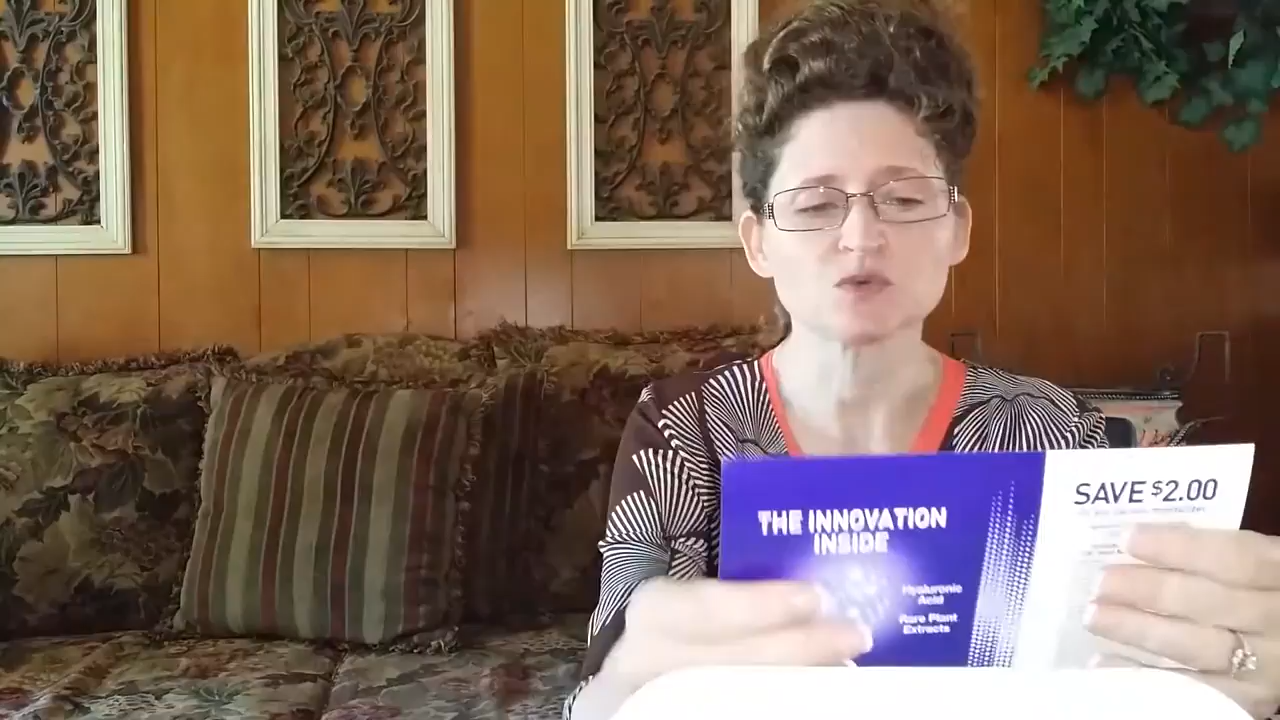 THE INNOVATION
INSIDE
Hyaluronic
Acid
Rare Plant
Extracts
SAVE $2.00